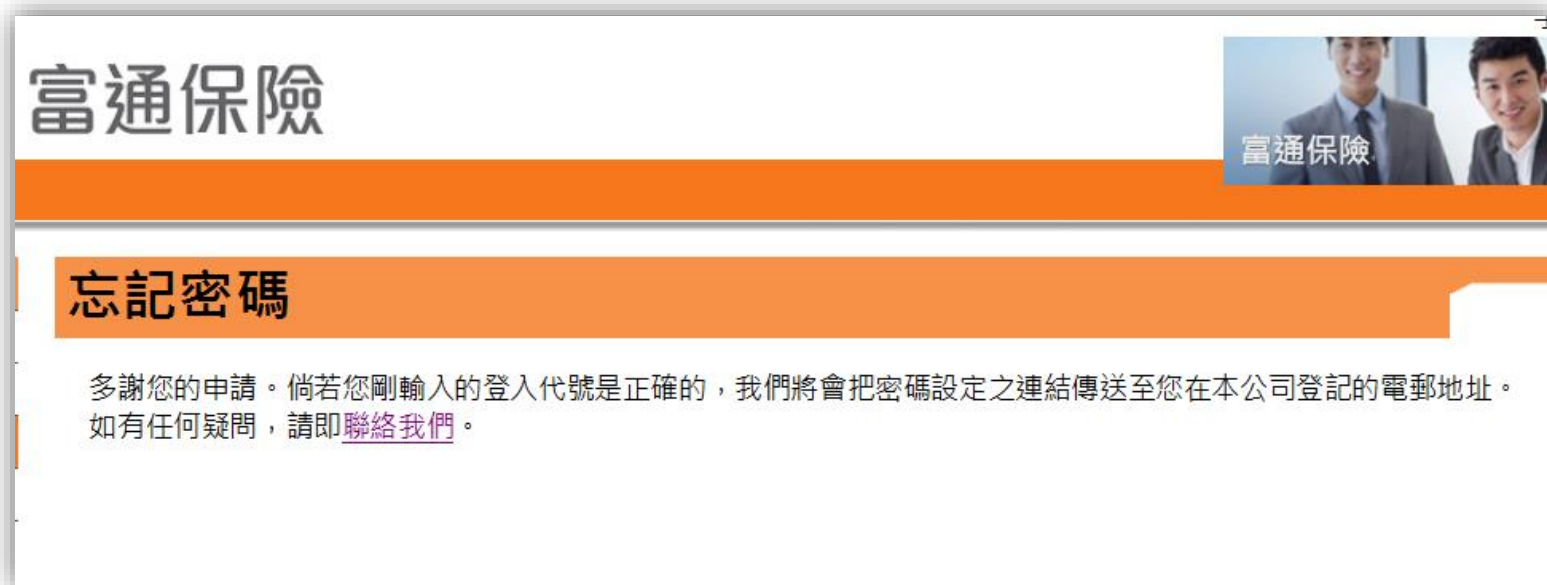 富通保險
富通保險
忘記密碼
多謝您的申請。倘若您剛輸入的登入代號是正確的，我們將會把密碼設定之連結傳送至您在本公司登記的電郵地址。
如有任何疑問，請即聯絡我們。